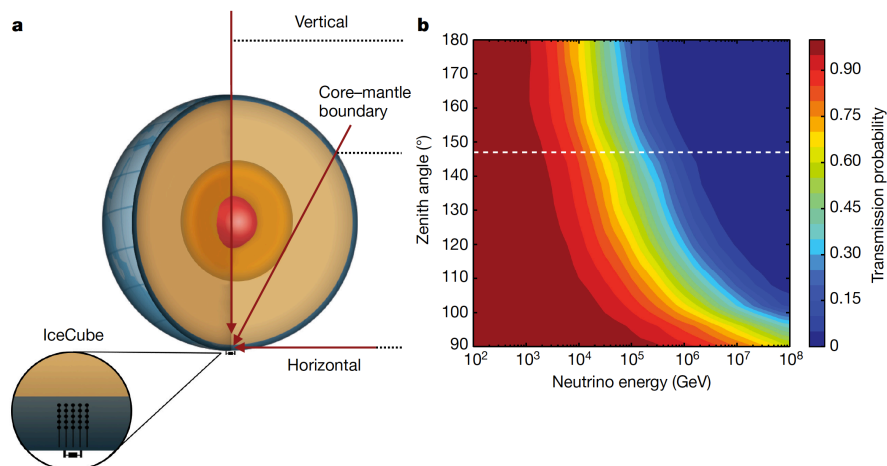 a
Vertical
Core–mantle
boundary
IceCube
Horizontal
b
180
170
160
150
140
130
120
110
100
90
Zenith angle (°)
10² 10³ 10⁴ 10⁵ 10⁶ 10⁷ 10⁸
Neutrino energy (GeV)
0.90
0.75
0.60
0.45
0.30
0.15
0
Transmission probability